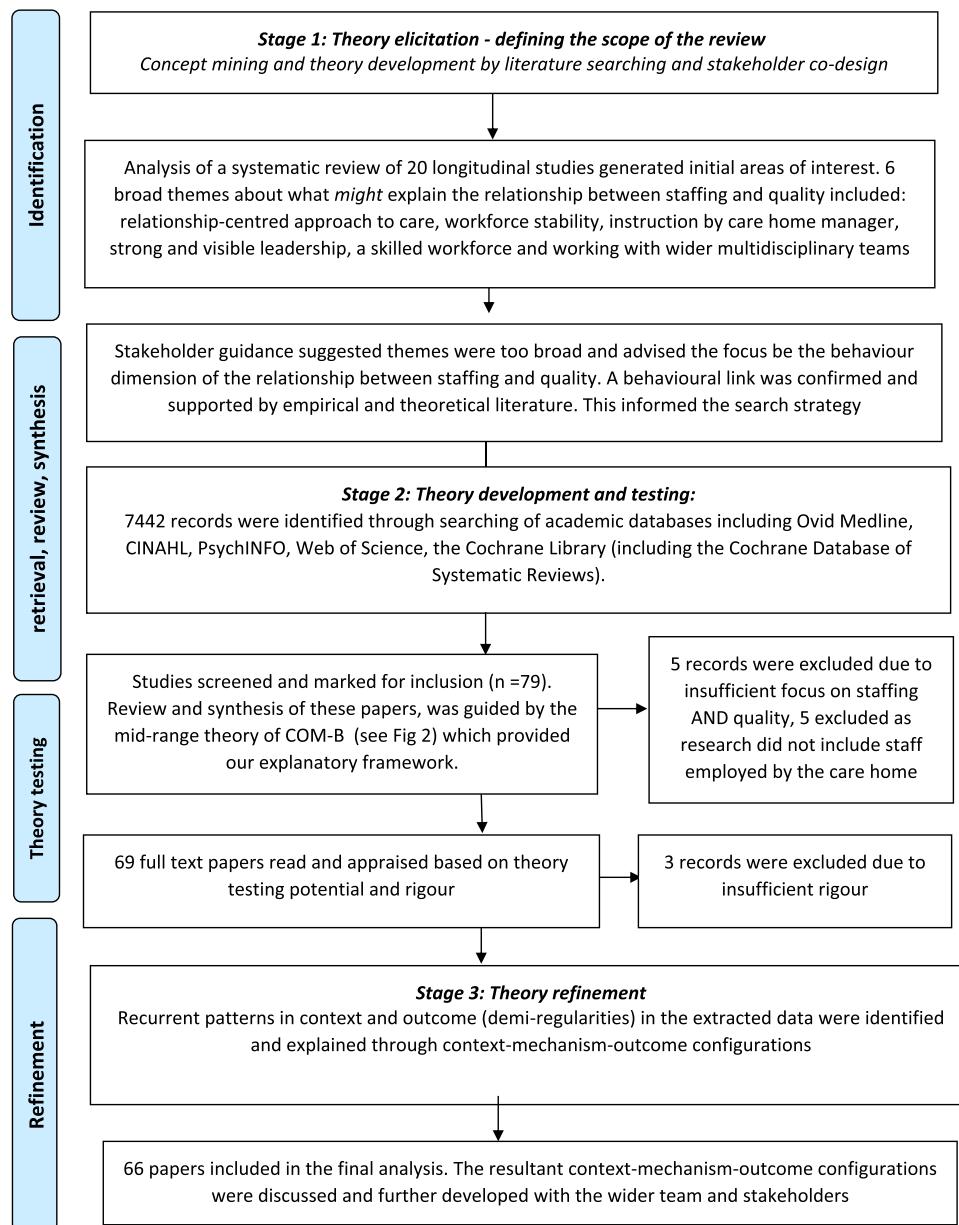 Identification
Stage 1: Theory elicitation - defining the scope of the review
Concept mining and theory development by literature searching and stakeholder co-design
Analysis of a systematic review of 20 longitudinal studies generated initial areas of interest. 6
broad themes about what might explain the relationship between staffing and quality included:
relationship-centred approach to care, workforce stability, instruction by care home manager,
strong and visible leadership, a skilled workforce and working with wider multidisciplinary teams
retrieval, review, synthesis
Stakeholder guidance suggested themes were too broad and advised the focus be the behaviour
dimension of the relationship between staffing and quality. A behavioural link was confirmed and
supported by empirical and theoretical literature. This informed the search strategy
Stage 2: Theory development and testing:
7442 records were identified through searching of academic databases including Ovid Medline,
CINAHL, PsychINFO, Web of Science, the Cochrane Library (including the Cochrane Database of
Systematic Reviews).
Theory testing
Studies screened and marked for inclusion (n =79).
Review and synthesis of these papers, was guided by the
mid-range theory of COM-B (see Fig 2) which provided
our explanatory framework.
5 records were excluded due to
insufficient focus on staffing
AND quality, 5 excluded as
research did not include staff
employed by the care home
69 full text papers read and appraised based on theory
testing potential and rigour
3 records were excluded due to
insufficient rigour
Refinement
Stage 3: Theory refinement
Recurrent patterns in context and outcome (demi-regularities) in the extracted data were identified
and explained through context-mechanism-outcome configurations
66 papers included in the final analysis. The resultant context-mechanism-outcome configurations
were discussed and further developed with the wider team and stakeholders